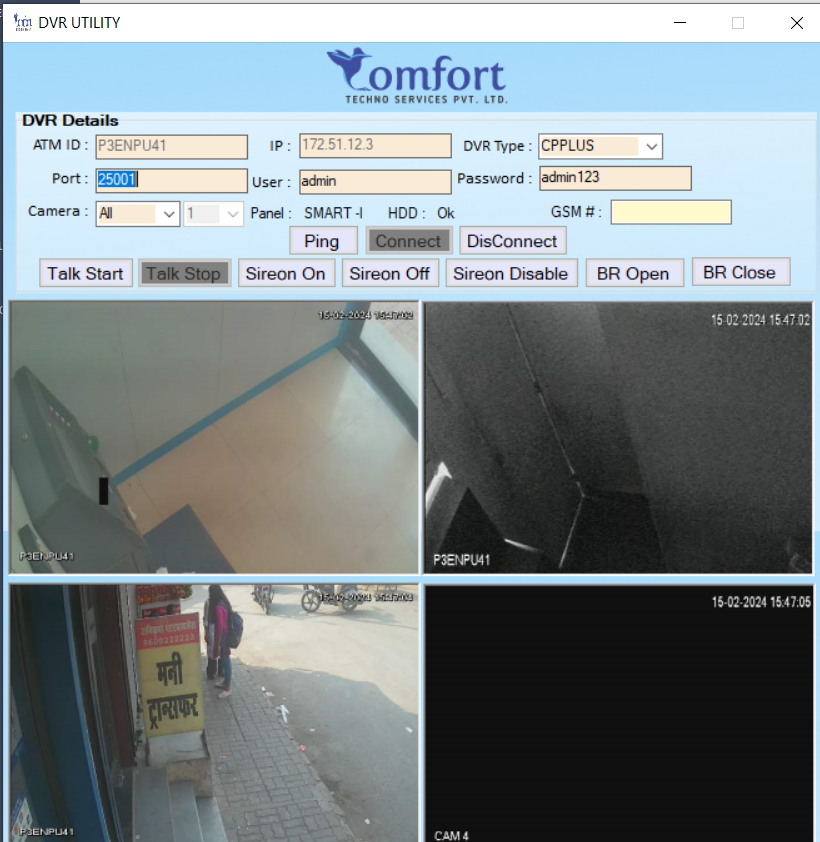 DVR UTILITY
Comfort
TECHNO SERVICES PVT. LTD.
DVR Details
ATM ID : P3ENPU41 IP : 172.51.12.3 DVR Type : CPPLUS
Port : 25001 User : admin Password : admin123
Camera : All 1 Panel : SMART -I HDD : Ok GSM # :
Ping Connect DisConnect
Talk Start Talk Stop Sireon On Sireon Off Sireon Disable BR Open BR Close
15-02-2024 15:47:02
P3ENPU41
15-02-2024 15:47:02
P3ENPU41
15-02-2024 15:47:03
मनी
ट्रान्सफर
P3ENPU41
15-02-2024 15:47:05
CAM 4